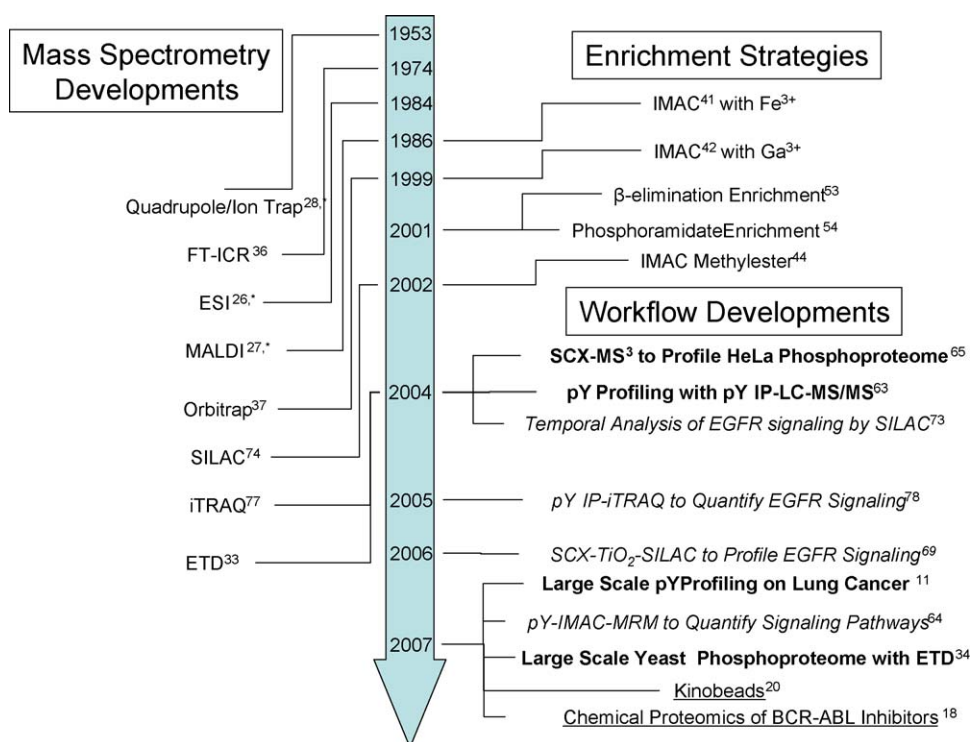 Mass Spectrometry
Developments
Quadrupole/Ion Trap28,*
FT-ICR36
ESI26,*
MALDI27,*
Orbitrap37
SILAC74
iTRAQ77
ETD33
1953
1974
1984
1986
1999
2001
2002
2004
2005
2006
2007
Enrichment Strategies
IMAC41 with Fe3+
IMAC42 with Ga3+
β-elimination Enrichment53
PhosphoramidateEnrichment 54
IMAC Methylester44
Workflow Developments
SCX-MS3 to Profile HeLa Phosphoproteome65
pY Profiling with pY IP-LC-MS/MS63
Temporal Analysis of EGFR signaling by SILAC73
pY IP-iTRAQ to Quantify EGFR Signaling78
SCX-TiO2-SILAC to Profile EGFR Signaling69
Large Scale pYProfiling on Lung Cancer 11
pY-IMAC-MRM to Quantify Signaling Pathways64
Large Scale Yeast Phosphoproteome with ETD34
Kinobeads20
Chemical Proteomics of BCR-ABL Inhibitors 18